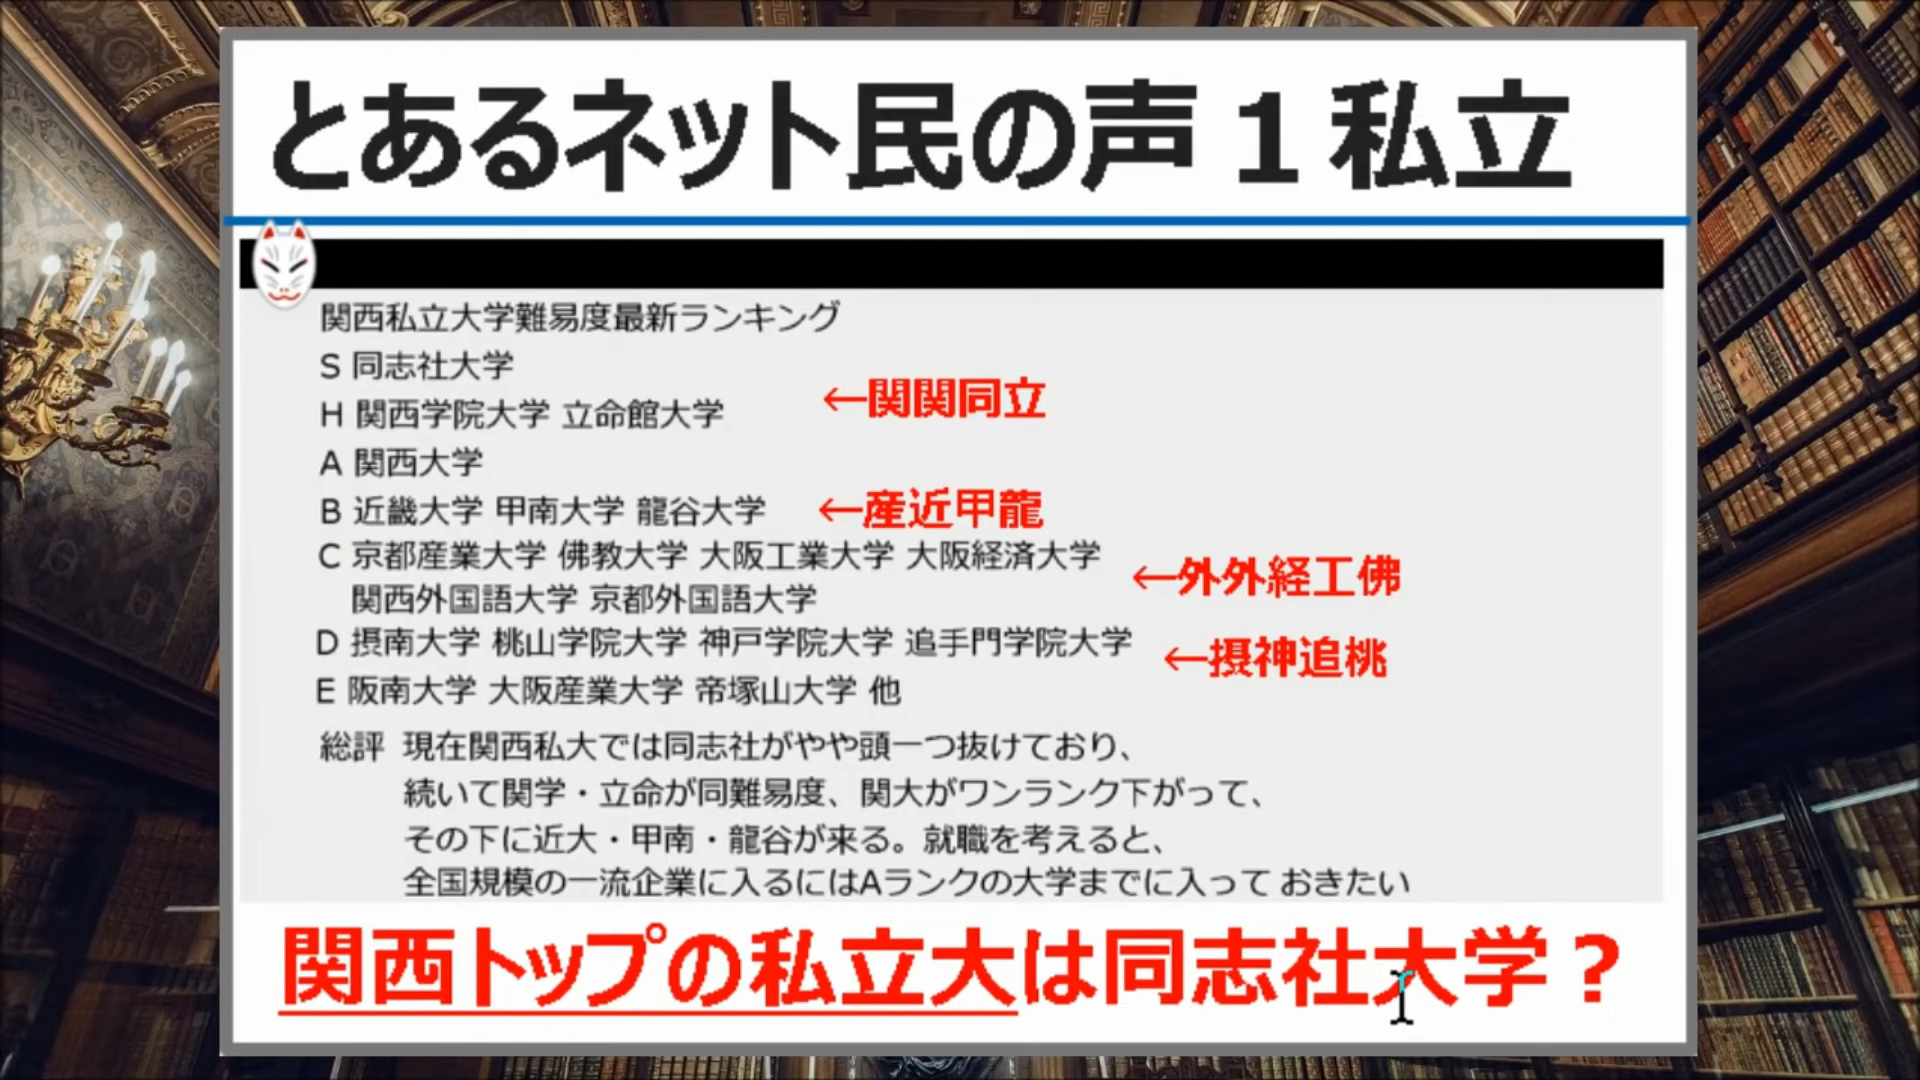 とあるネット民の声１私立
関西私立大学難易度最新ランキング
S 同志社大学
←関関同立
H 関西学院大学 立命館大学
A 関西大学
B 近畿大学 甲南大学 龍谷大学
←産近甲龍
C 京都産業大学 佛教大学 大阪工業大学 大阪経済大学
関西外国語大学 京都外国語大学
←外外経工佛
D 摂南大学 桃山学院大学 神戸学院大学 追手門学院大学
←摂神追桃
E 阪南大学 大阪産業大学 帝塚山大学 他
総評 現在関西私大では同志社がやや頭一つ抜けており、
続いて関学・立命が同難易度、関大がワンランク下がって、
その下に近大・甲南・龍谷が来る。就職を考えると、
全国規模の一流企業に入るにはAランクの大学までに入って おきたい
関西トップの私立大は同志社大学？